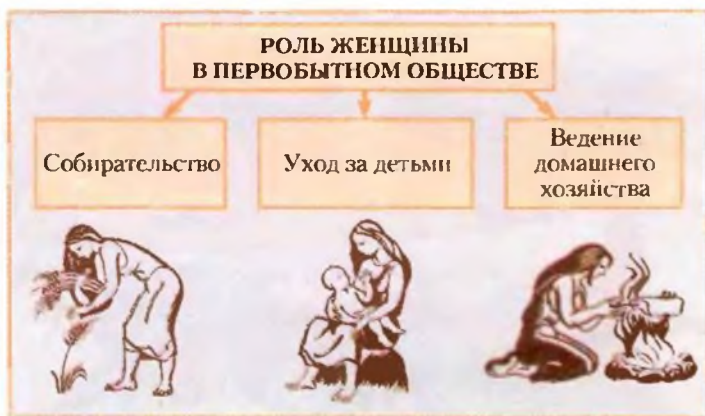 РОЛЬ ЖЕНЩИНЫ
В ПЕРВОБЫТНОМ ОБЩЕСТВЕ
Собирательство
Уход за детьми
Ведение
домашнего
хозяйства